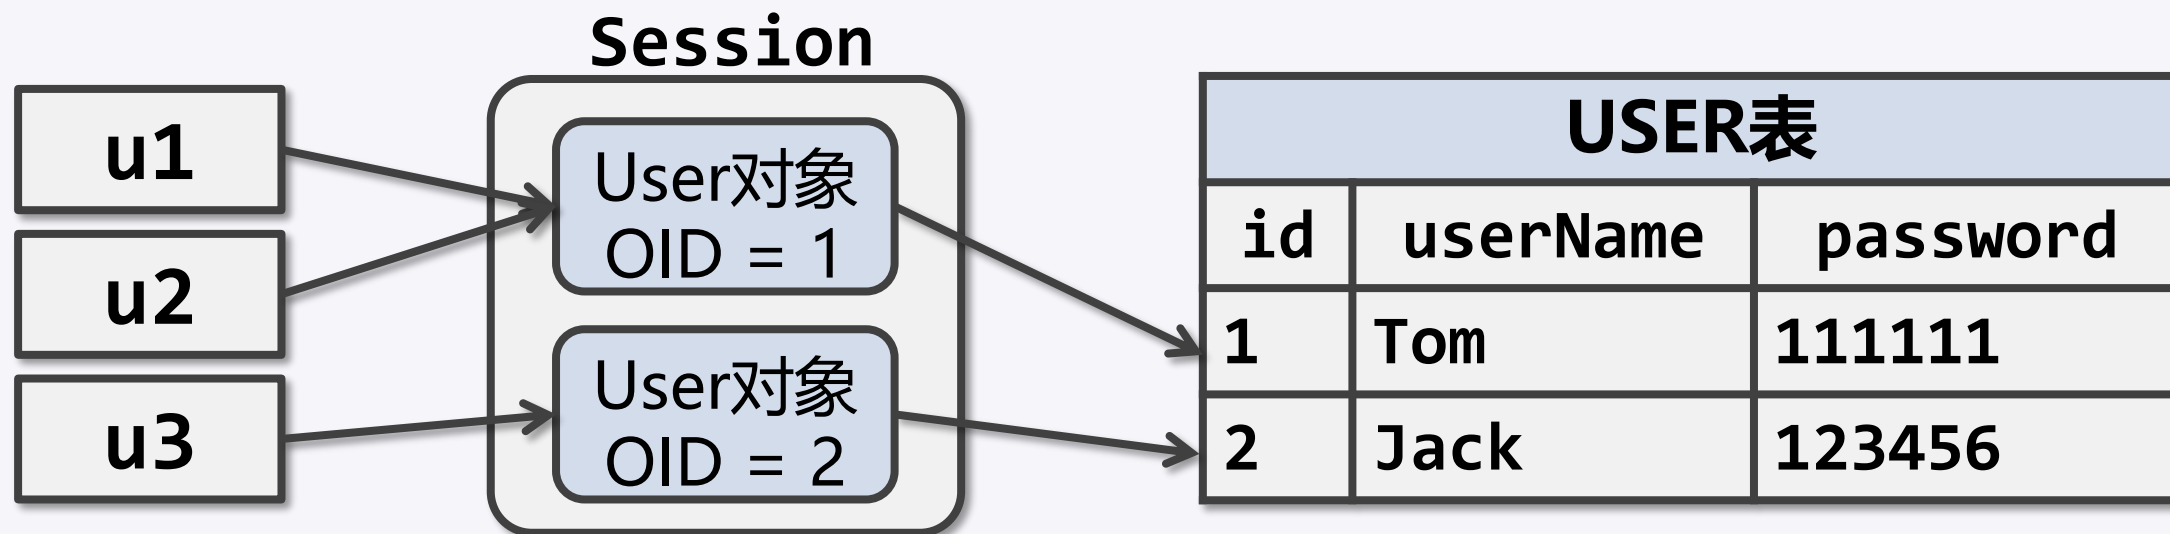 Session
u1
u2
u3
User对象
OID = 1
User对象
OID = 2
USER表
id userName password
1 Tom 111111
2 Jack 123456